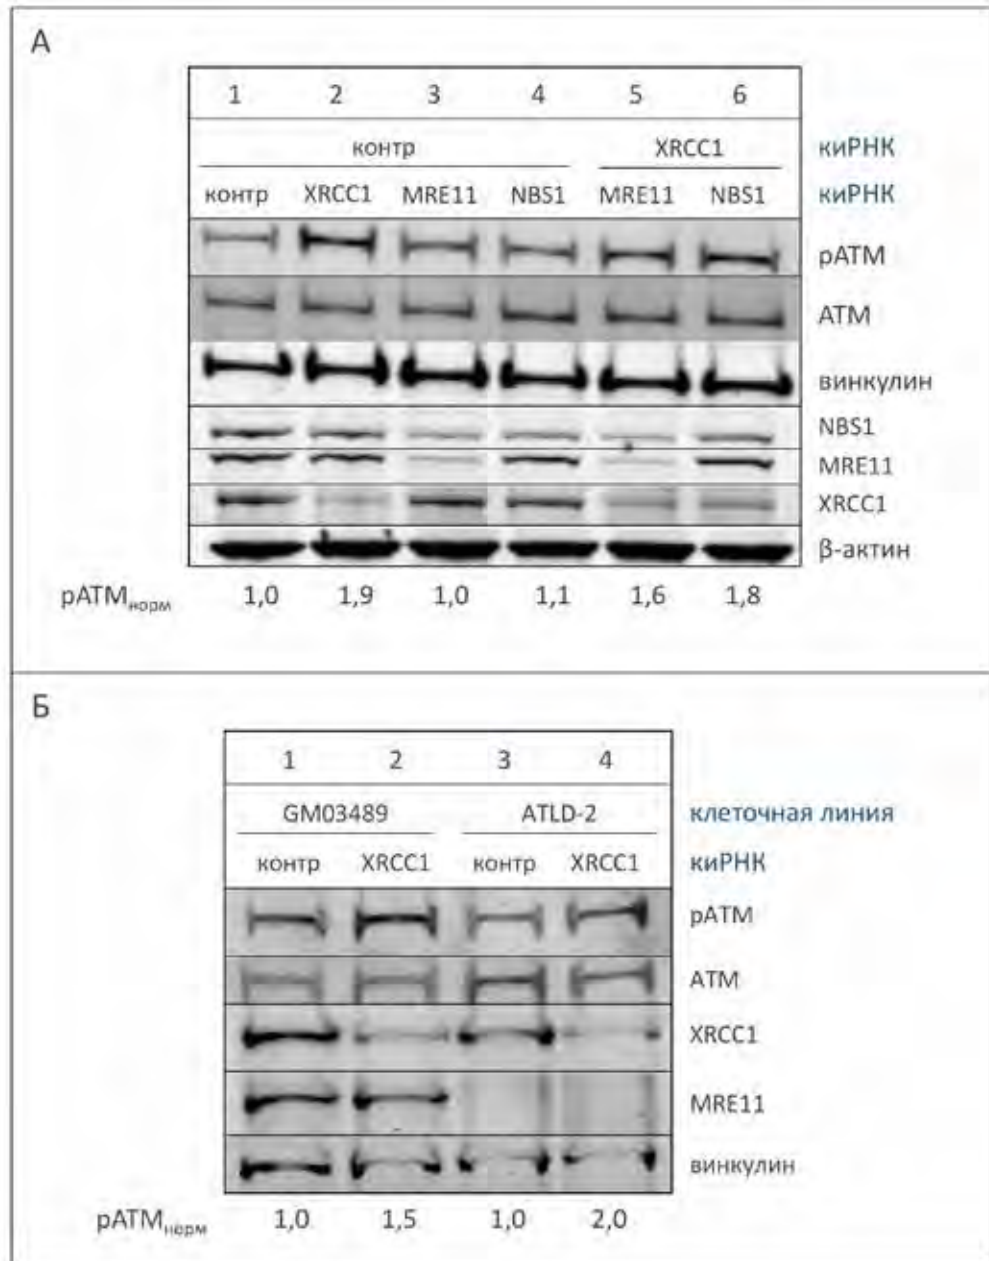 А
1 2 3 4 5 6
контр XRCC1 киРНК
контр XRCC1 MRE11 NBS1 MRE11 NBS1 киРНК
pATM
ATM
винкулин
NBS1
MRE11
XRCC1
β-актин
pATMнорм 1,0 1,9 1,0 1,1 1,6 1,8
Б
1 2 3 4
GM03489 ATLD-2 клеточная линия
контр XRCC1 контр XRCC1 киРНК
pATM
ATM
XRCC1
MRE11
винкулин
pATMнорм 1,0 1,5 1,0 2,0